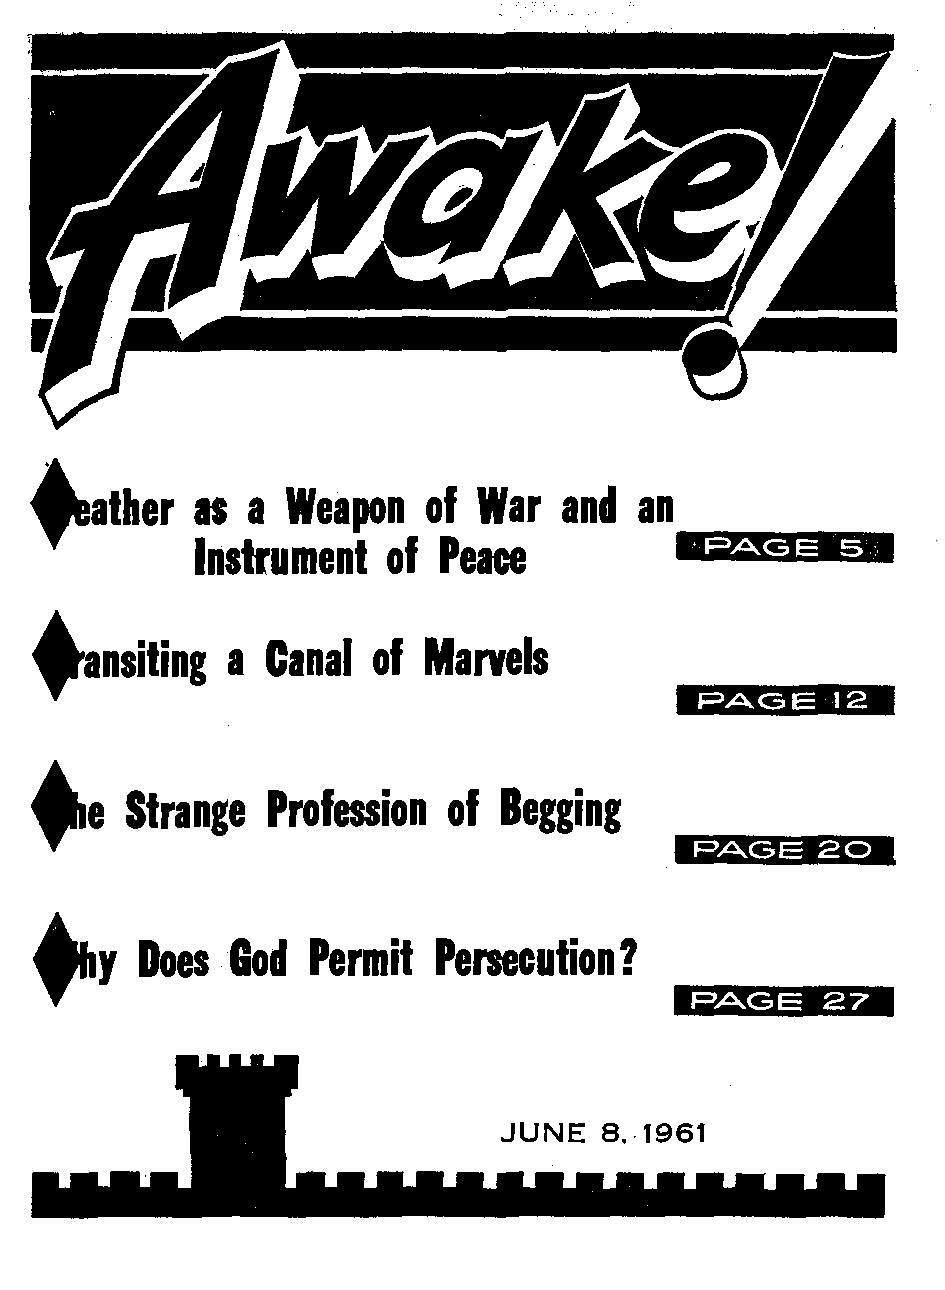 Awake!
eather as a Weapon of War and an
Instrument of Peace
PAGE 5
ransiting a Canal of Marvels
PAGE 12
he Strange Profession of Begging
PAGE 20
hy Does God Permit Persecution?
PAGE 27
JUNE 8, 1961